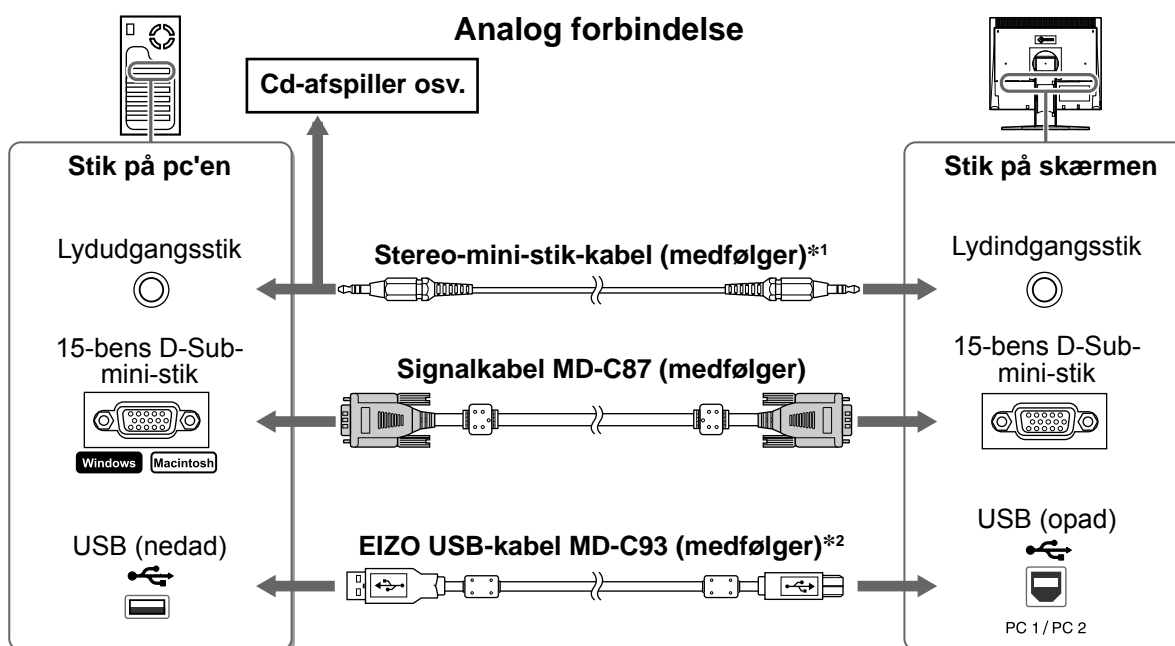 Analog forbindelse
Cd-afspiller osv.
Stik på pc'en
Stik på skærmen
Lydudgangsstik
Stereo-mini-stik-kabel (medfølger)*1
Lydindgangsstik
15-bens D-Sub-
mini-stik
Signalkabel MD-C87 (medfølger)
15-bens D-Sub-
mini-stik
Windows
Macintosh
USB (nedad)
EIZO USB-kabel MD-C93 (medfølger)*2
USB (opad)
PC 1 / PC 2